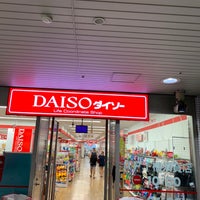 DAISO ダイソー
Life Coordinate Shop
DAISO